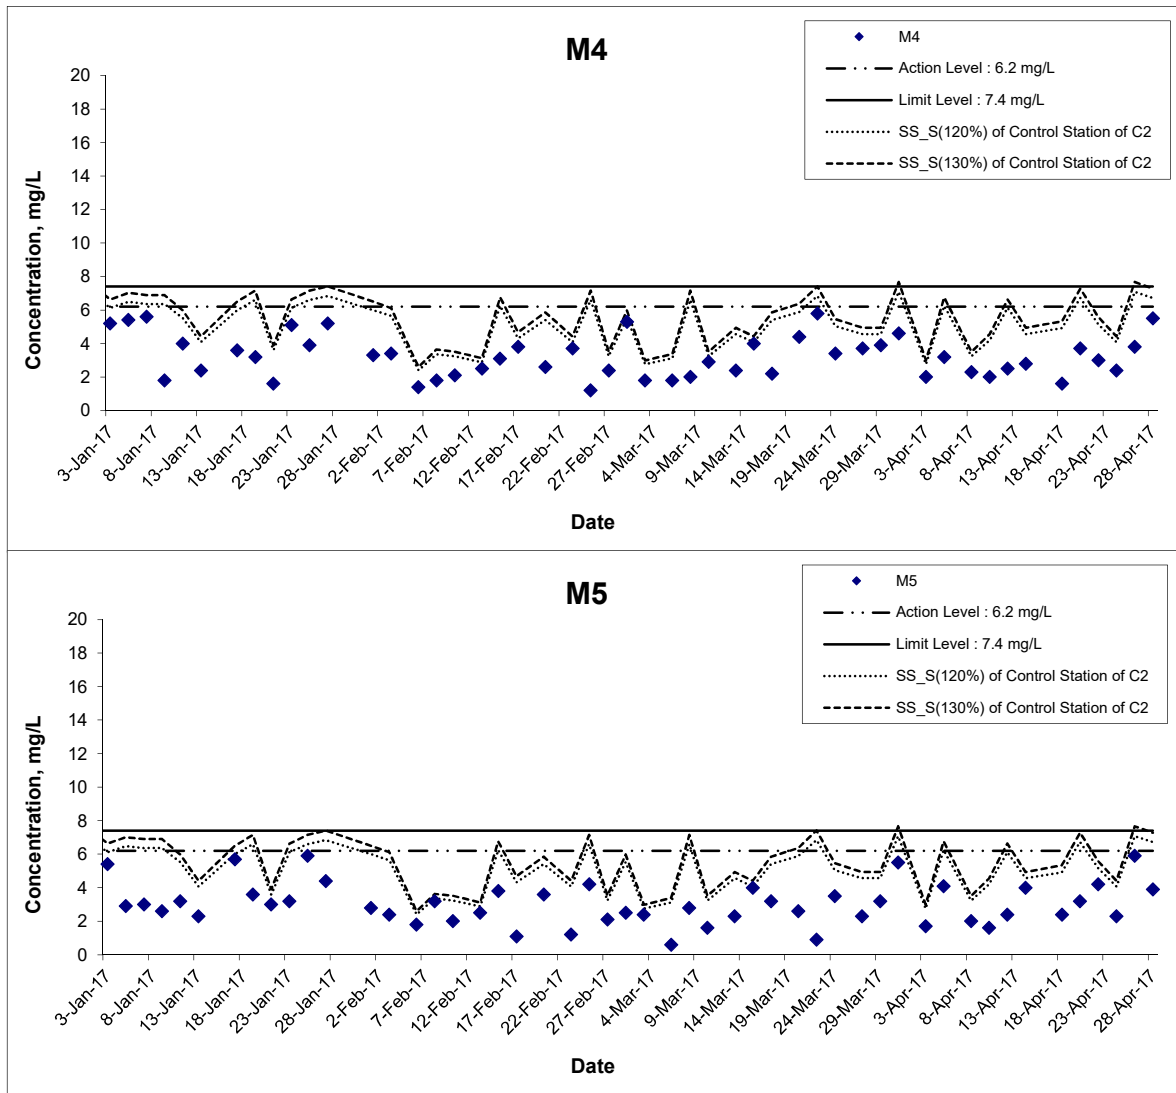 M4
M4
Action Level : 6.2 mg/L
Limit Level : 7.4 mg/L
SS_S(120%) of Control Station of C2
SS_S(130%) of Control Station of C2
Concentration, mg/L
20
18
16
14
12
10
8
6
4
2
0
3-Jan-17
8-Jan-17
13-Jan-17
18-Jan-17
23-Jan-17
28-Jan-17
2-Feb-17
7-Feb-17
12-Feb-17
17-Feb-17
22-Feb-17
27-Feb-17
4-Mar-17
9-Mar-17
14-Mar-17
19-Mar-17
24-Mar-17
29-Mar-17
3-Apr-17
8-Apr-17
13-Apr-17
18-Apr-17
23-Apr-17
28-Apr-17
Date
M5
M5
Action Level : 6.2 mg/L
Limit Level : 7.4 mg/L
SS_S(120%) of Control Station of C2
SS_S(130%) of Control Station of C2
Concentration, mg/L
20
18
16
14
12
10
8
6
4
2
0
3-Jan-17
8-Jan-17
13-Jan-17
18-Jan-17
23-Jan-17
28-Jan-17
2-Feb-17
7-Feb-17
12-Feb-17
17-Feb-17
22-Feb-17
27-Feb-17
4-Mar-17
9-Mar-17
14-Mar-17
19-Mar-17
24-Mar-17
29-Mar-17
3-Apr-17
8-Apr-17
13-Apr-17
18-Apr-17
23-Apr-17
28-Apr-17
Date